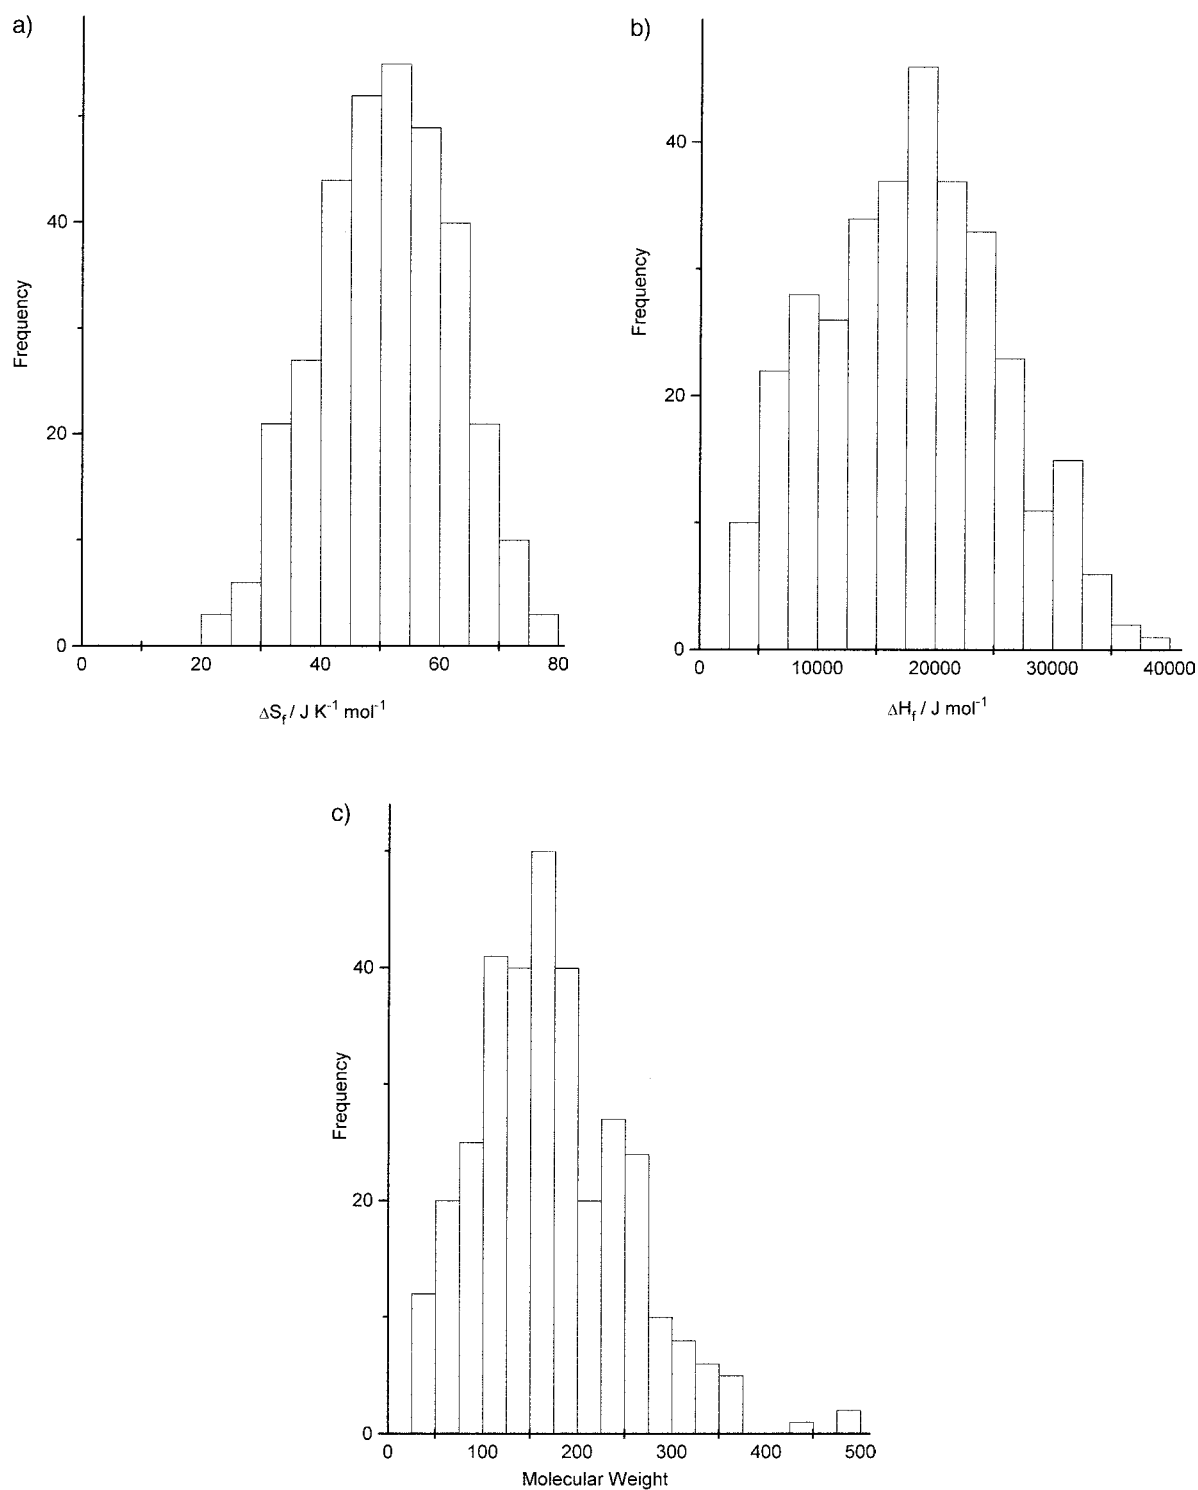 a)
Frequency
40
20
0
0 20 40 60 80
ΔSf / J K-1 mol-1
b)
Frequency
40
20
0
0 10000 20000 30000 40000
ΔHf / J mol-1
c)
Frequency
40
20
0
0 100 200 300 400 500
Molecular Weight